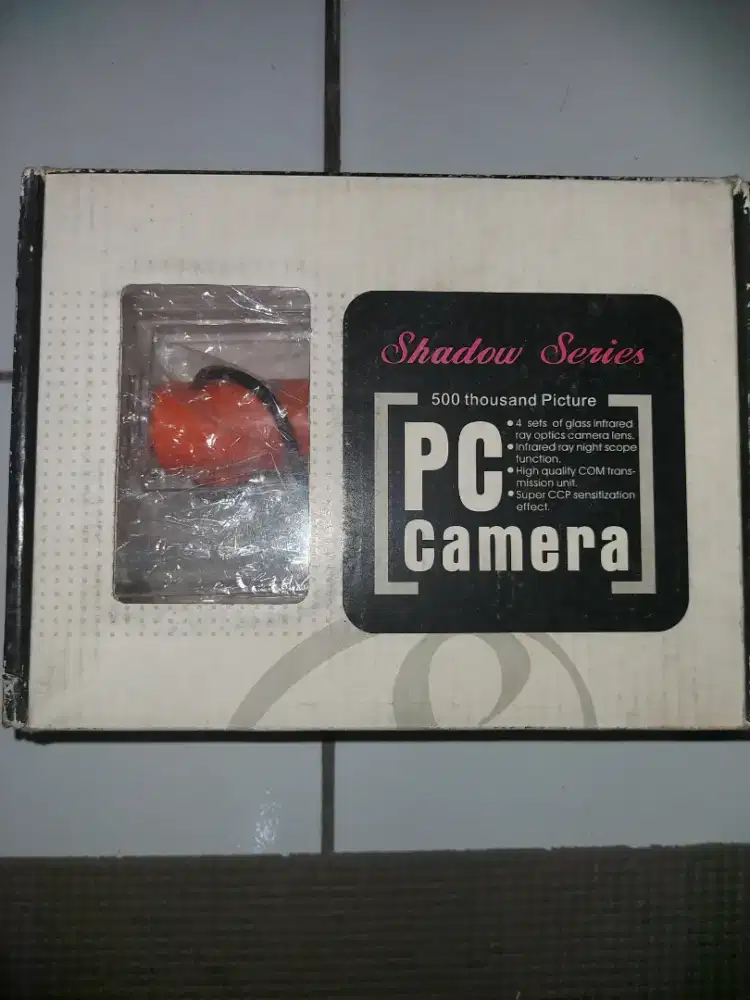 Shadow Series
500 thousand Picture
PC
Camera
• 4 sets of glass infrared
ray optics camera lens.
• Infrared ray night scope
function.
• High quality COM trans-
mission unit.
• Super CCP sensitization
effect.